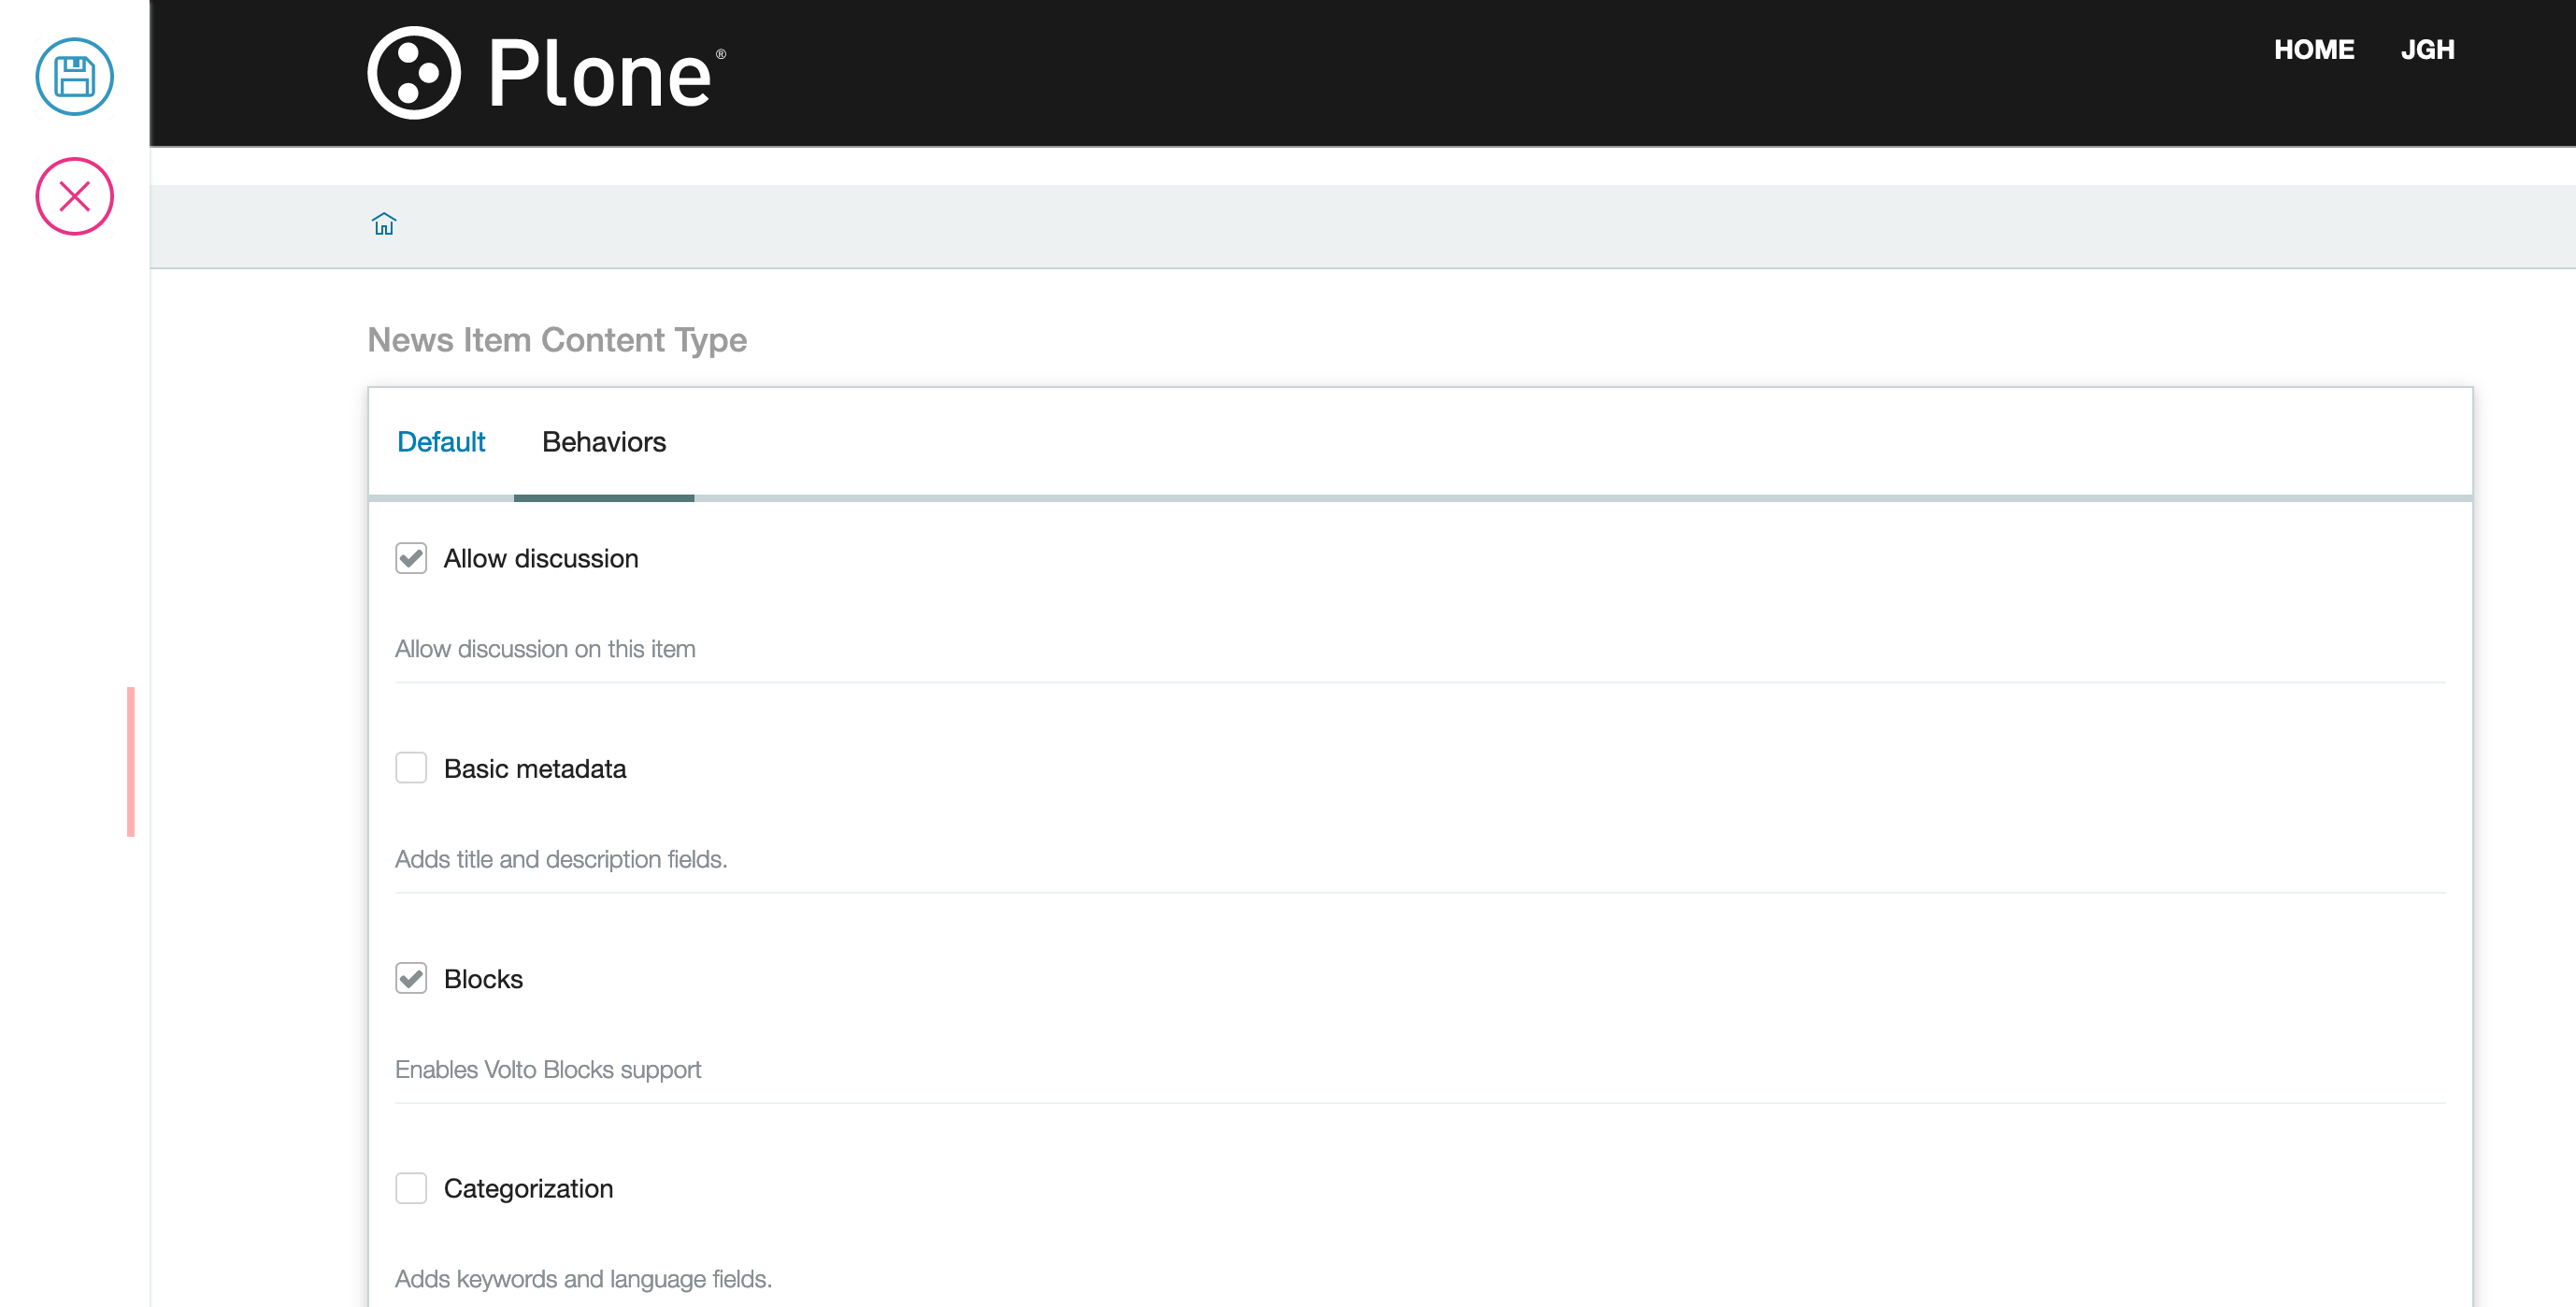 Plone®
HOME JGH
News Item Content Type
Default Behaviors
Allow discussion
Allow discussion on this item
Basic metadata
Adds title and description fields.
Blocks
Enables Volto Blocks support
Categorization
Adds keywords and language fields.